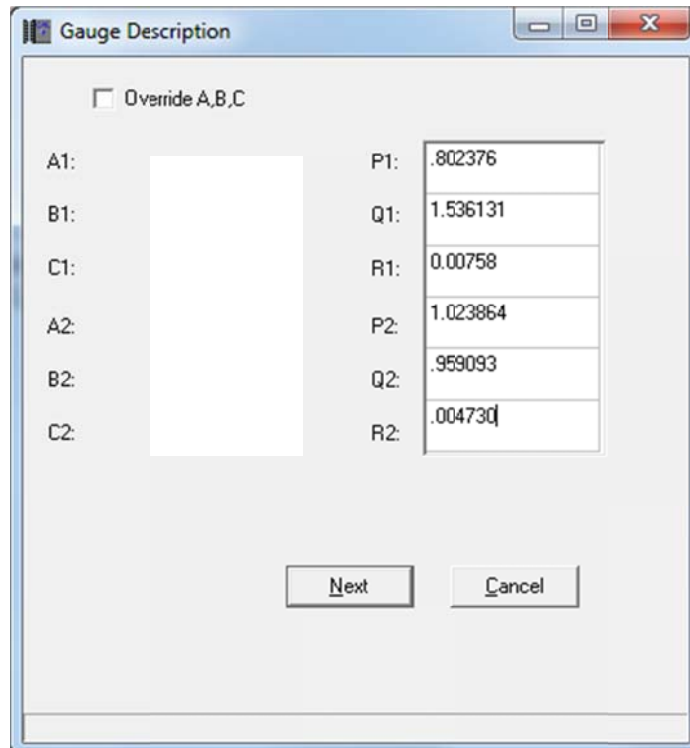 Gauge Description
Override A,B,C
A1: P1: .802376
B1: Q1: 1.536131
C1: R1: 0.00758
A2: P2: 1.023864
B2: Q2: .959093
C2: R2: .004730
Next Cancel